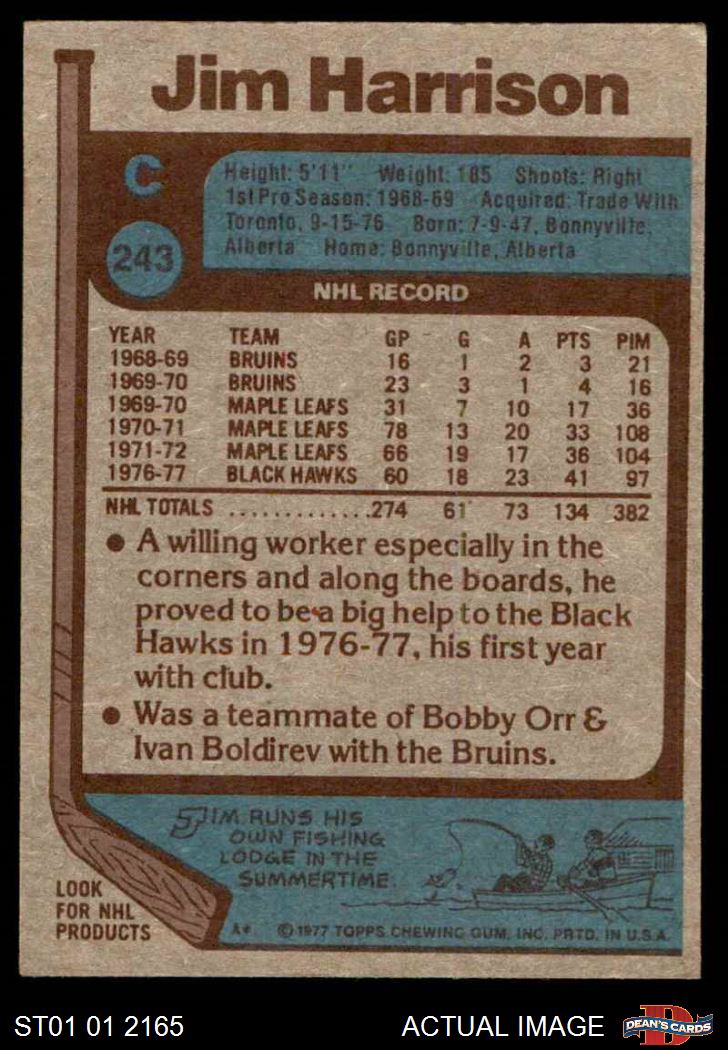 Jim Harrison
C
Height: 5'11" Weight: 185 Shoots: Right
1st Pro Season: 1968-69 Acquired: Trade With
Toronto, 9-15-76 Born: 7-9-47, Bonnyville,
Alberta Home: Bonnyville, Alberta
243
NHL RECORD
YEAR TEAM GP G A PTS PIM
1968-69 BRUINS 16 1 2 3 21
1969-70 BRUINS 23 3 1 4 16
1969-70 MAPLE LEAFS 31 7 10 17 36
1970-71 MAPLE LEAFS 78 13 20 33 108
1971-72 MAPLE LEAFS 66 19 17 36 104
1976-77 BLACK HAWKS 60 18 23 41 97
NHL TOTALS .............274 61 73 134 382
● A willing worker especially in the
corners and along the boards, he
proved to be a big help to the Black
Hawks in 1976-77, his first year
with club.
● Was a teammate of Bobby Orr &
Ivan Boldirev with the Bruins.
JIM RUNS HIS
OWN FISHING
LODGE IN THE
SUMMERTIME.
LOOK
FOR NHL
PRODUCTS
A* © 1977 TOPPS CHEWING GUM, INC. PRTD. IN U.S.A.
ST01 01 2165 ACTUAL IMAGE
DEAN'S CARDS